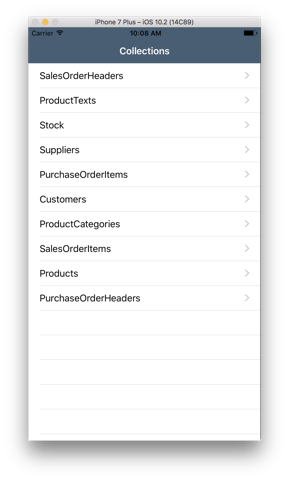 iPhone 7 Plus – iOS 10.2 (14C89)
Carrier 10:08 AM
Collections
SalesOrderHeaders
ProductTexts
Stock
Suppliers
PurchaseOrderItems
Customers
ProductCategories
SalesOrderItems
Products
PurchaseOrderHeaders